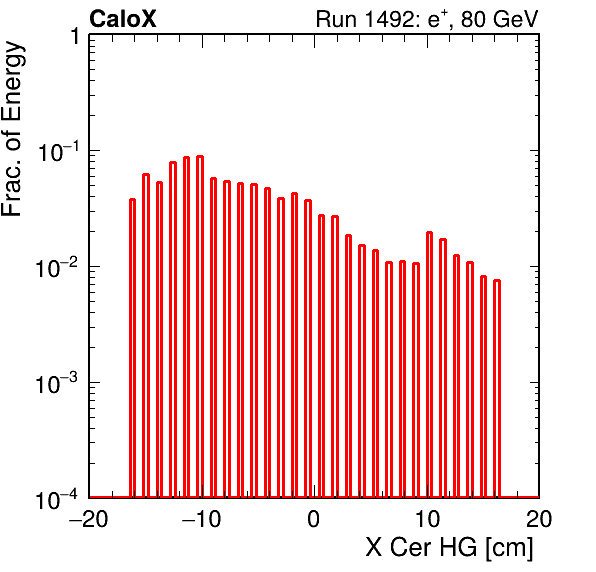 CaloX Run 1492: e⁺, 80 GeV
Frac. of Energy
1
10⁻¹
10⁻²
10⁻³
10⁻⁴
−20 −10 0 10 20
X Cer HG [cm]